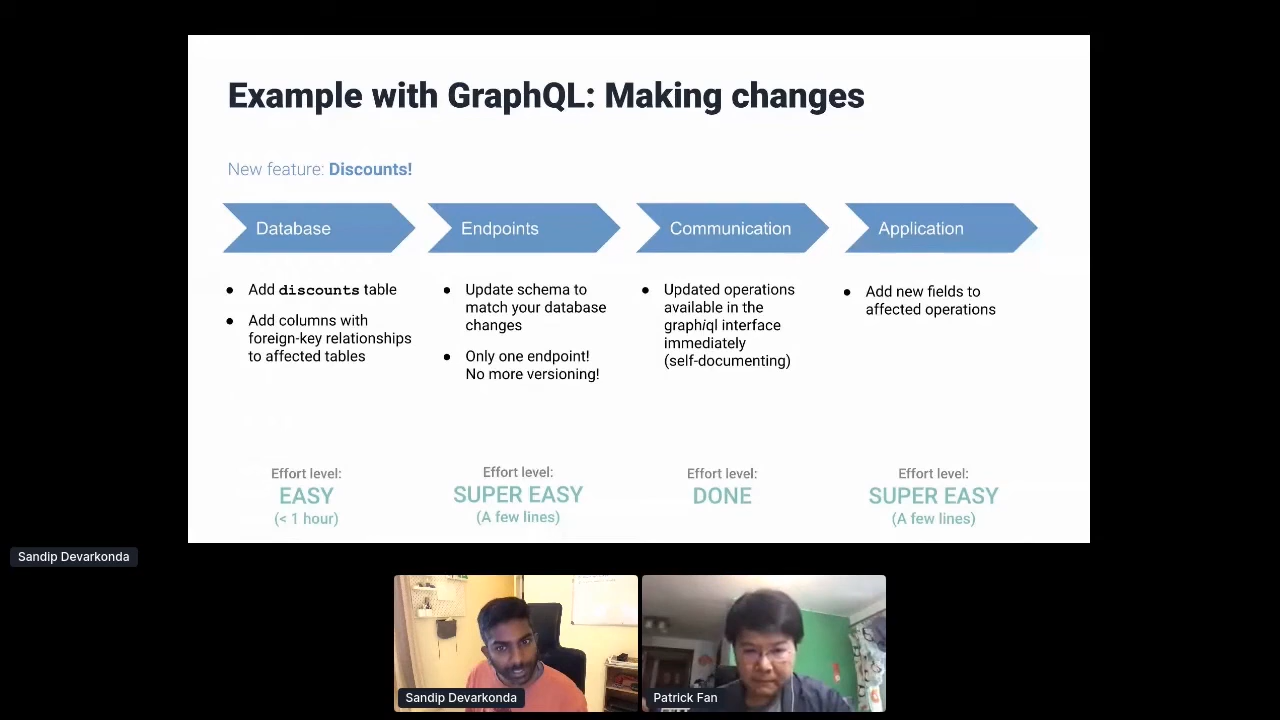 Example with GraphQL: Making changes
New feature: Discounts!
Database
Endpoints
Communication
Application
● Add discounts table
● Add columns with
foreign-key relationships
to affected tables
● Update schema to
match your database
changes
● Only one endpoint!
No more versioning!
● Updated operations
available in the
graphiql interface
immediately
(self-documenting)
● Add new fields to
affected operations
Effort level:
EASY
(< 1 hour)
Effort level:
SUPER EASY
(A few lines)
Effort level:
DONE
Effort level:
SUPER EASY
(A few lines)
Sandip Devarkonda
Sandip Devarkonda
Patrick Fan